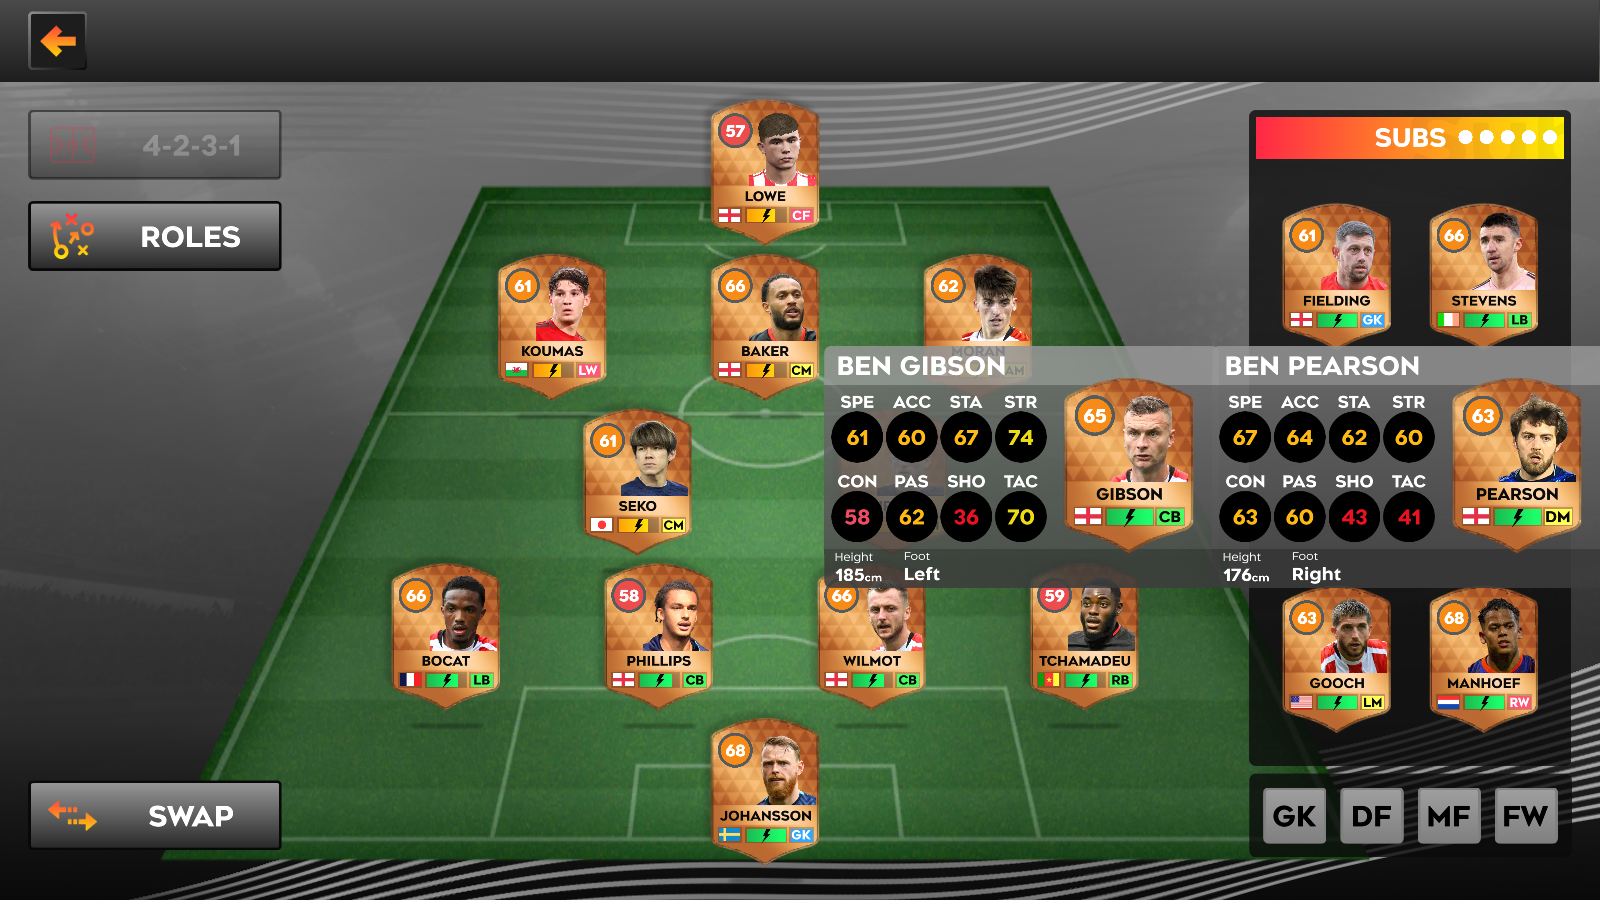 4-2-3-1
ROLES
SWAP
57
LOWE
CF
61
KOUMAS
LW
66
BAKER
CM
62
MORAN
AM
61
SEKO
CM
66
BOCAT
LB
58
PHILLIPS
CB
66
WILMOT
CB
59
TCHAMADEU
RB
68
JOHANSSON
GK
SUBS
61
FIELDING
GK
66
STEVENS
LB
BEN GIBSON
SPE ACC STA STR
61 60 67 74
CON PAS SHO TAC
58 62 36 70
Height Foot
185cm Left
65
GIBSON
CB
BEN PEARSON
SPE ACC STA STR
67 64 62 60
CON PAS SHO TAC
63 60 43 41
Height Foot
176cm Right
63
PEARSON
DM
63
GOOCH
LM
68
MANHOEF
RW
GK DF MF FW